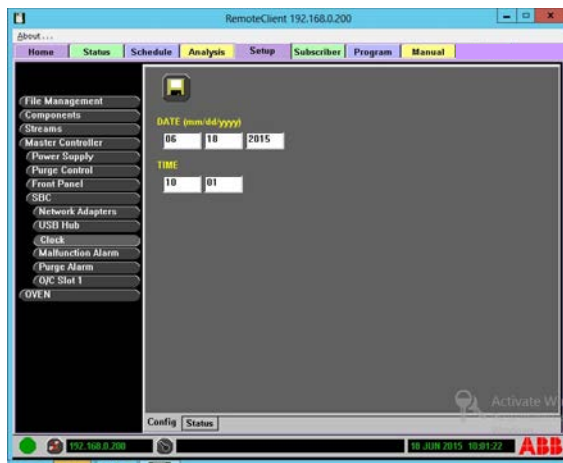 RemoteClient 192.168.0.200
About...
Home Status Schedule Analysis Setup Subscriber Program Manual
File Management
Components
Streams
Master Controller
Power Supply
Purge Control
Front Panel
SBC
Network Adapters
USB Hub
Clock
Malfunction Alarm
Purge Alarm
O/C Slot 1
OVEN
DATE (mm/dd/yyyy)
06 10 2015
TIME
10 01
Activate W
Config Status
192.168.0.200
10 JUN 2015 10:01:22
ABB